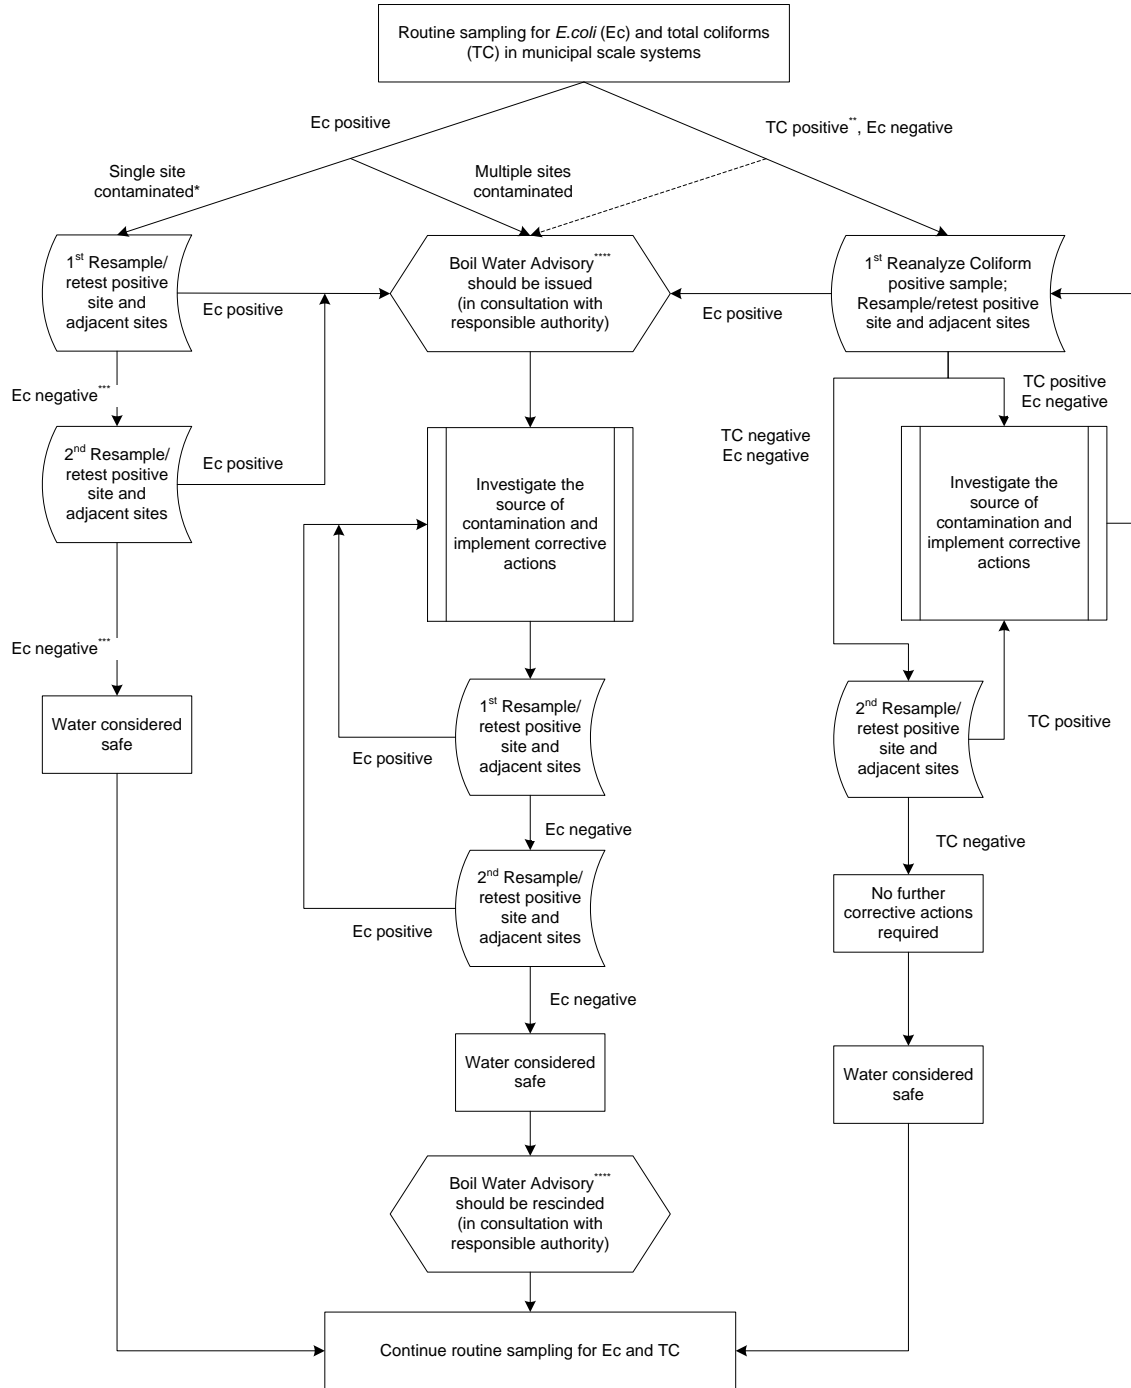 Routine sampling for E.coli (Ec) and total coliforms
(TC) in municipal scale systems
Ec positive
TC positive**, Ec negative
Single site
contaminated*
Multiple sites
contaminated
1st Resample/
retest positive
site and
adjacent sites
Ec positive
Boil Water Advisory****
should be issued
(in consultation with
responsible authority)
Ec positive
1st Reanalyze Coliform
positive sample;
Resample/retest positive
site and adjacent sites
Ec negative***
TC positive
Ec negative
TC negative
Ec negative
2nd Resample/
retest positive
site and
adjacent sites
Ec positive
Investigate the
source of
contamination and
implement corrective
actions
Investigate the
source of
contamination and
implement corrective
actions
Ec negative***
Water considered
safe
1st Resample/
retest positive
site and
adjacent sites
Ec positive
2nd Resample/
retest positive
site and
adjacent sites
TC positive
Ec negative
TC negative
2nd Resample/
retest positive
site and
adjacent sites
Ec positive
No further
corrective actions
required
Ec negative
Water considered
safe
Water considered
safe
Boil Water Advisory****
should be rescinded
(in consultation with
responsible authority)
Continue routine sampling for Ec and TC